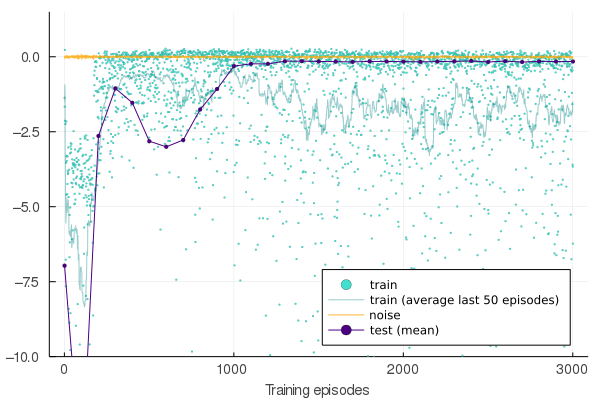 0.0
−2.5
−5.0
−7.5
−10.0
train
train (average last 50 episodes)
noise
test (mean)
0
1000
2000
3000
Training episodes